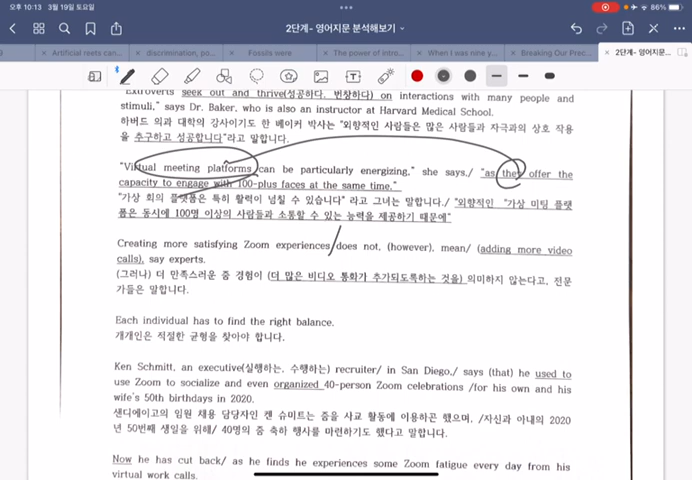 오후 10:13 3월 19일 토요일
86%
2단계- 영어지문 분석해보기
9
Artificial reets can...
discrimination, po...
Fossils were
The power of intro...
When I was nine y...
Breaking Our Prec...
2단계- 영어지문...
Extroverts seek out and thrive(성공하다, 번창하다) on interactions with many people and
stimuli," says Dr. Baker, who is also an instructor at Harvard Medical School.
하버드 의과 대학의 강사이기도 한 베이커 박사는 "외향적인 사람들은 많은 사람들과 자극과의 상호 작용
을 추구하고 성공합니다"라고 말합니다.
"Virtual meeting platforms can be particularly energizing," she says,/ "as they offer the
capacity to engage with 100-plus faces at the same time."
"가상 회의 플랫폼은 특히 활력이 넘칠 수 있습니다" 라고 그녀는 말합니다./ "외향적인 "가상 미팅 플랫
폼은 동시에 100명 이상의 사람들과 소통할 수 있는 능력을 제공하기 때문에"
Creating more satisfying Zoom experiences/does not, (however), mean/ (adding more video
calls), say experts.
(그러나) 더 만족스러운 줌 경험이 (더 많은 비디오 통화가 추가되도록하는 것을) 의미하지 않는다고, 전문
가들은 말합니다.
Each individual has to find the right balance.
개개인은 적절한 균형을 찾아야 합니다.
Ken Schmitt, an executive(실행하는, 수행하는) recruiter/ in San Diego,/ says (that) he used to
use Zoom to socialize and even organized 40-person Zoom celebrations /for his own and his
wife's 50th birthdays in 2020.
샌디에이고의 임원 채용 담당자인 켄 슈미트는 줌을 사교 활동에 이용하곤 했으며, /자신과 아내의 2020
년 50번째 생일을 위해/ 40명의 줌 축하 행사를 마련하기도 했다고 말합니다.
Now he has cut back/ as he finds he experiences some Zoom fatigue every day from his
virtual work calls.